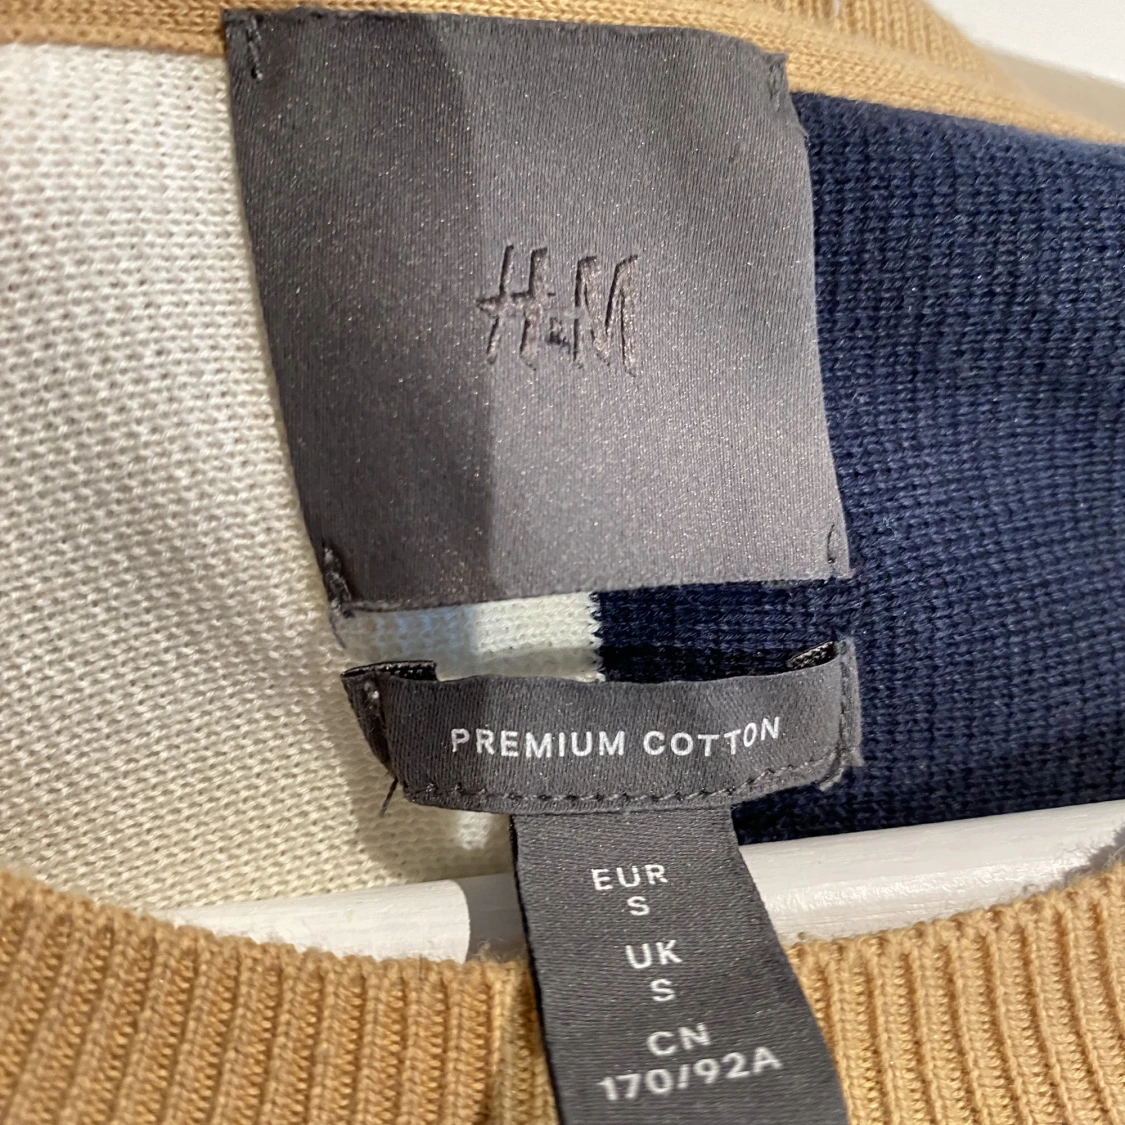 H&M
PREMIUM COTTON
EUR
S
UK
S
CN
170/92A